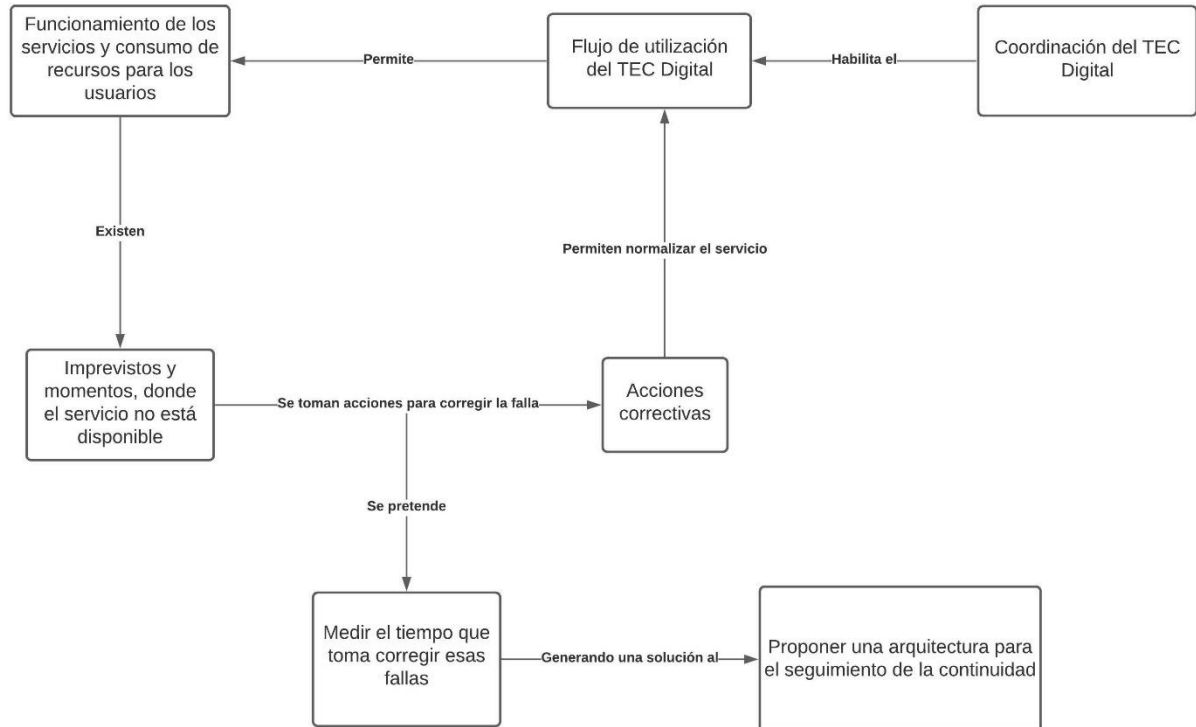 Funcionamiento de los
servicios y consumo de
recursos para los
usuarios
Permite
Flujo de utilización
del TEC Digital
Habilita el
Coordinación del TEC
Digital
Existen
Permiten normalizar el servicio
Imprevistos y
momentos, donde
el servicio no está
disponible
Se toman acciones para corregir la falla
Acciones
correctivas
Se pretende
Medir el tiempo que
toma corregir esas
fallas
Generando una solución al
Proponer una arquitectura para
el seguimiento de la continuidad